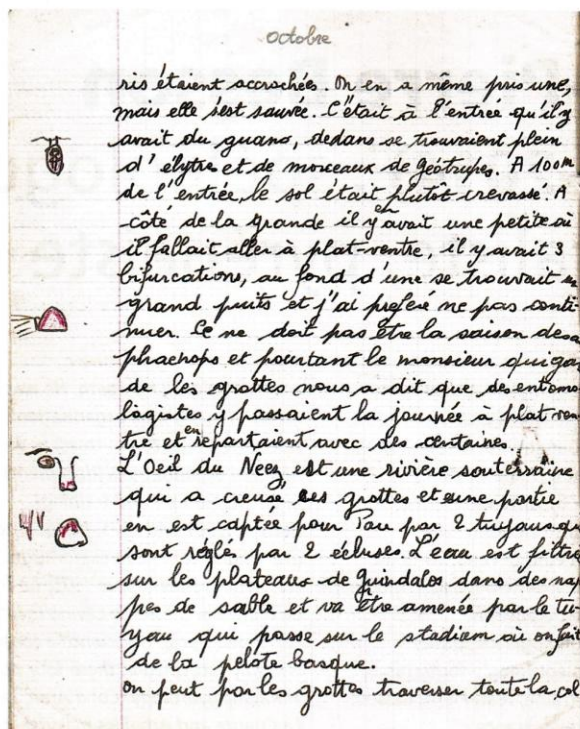 octobre
ris étaient accrochées. On en a même pris une,
mais elle s'est sauvée. C'était à l'entrée qu'il y
avait du guano, dedans se trouvaient plein
d'élytre et de morceaux de géotrupes. A 100m
de l'entrée, le sol était plutôt crevassé. A
côté de la grande il y en avait une petite où
il fallait aller à plat-ventre, il y avait 3
bifurcations, au fond d'une se trouvait un
grand puits et j'ai préféré ne pas conti-
nuer. Ce ne doit pas être la saison des
phaehops et pourtant le monsieur qui gar
de les grottes nous a dit que des entomo
logistes y passaient la journée à plat ven
tre et en repartaient avec des centaines.
L'Oeil du Neez est une rivière souterraine
qui a creusé ses grottes et une partie
en est captée pour Pau par 2 tuyaux qu
sont réglés par 2 écluses. L'eau est filtré
sur les plateaux de Guindalos dans des nap
pes de sable et va être amenée par le tu-
yau qui passe sur le stadium où on fait
de la pelote basque.
On peut par les grottes traverser toute la col